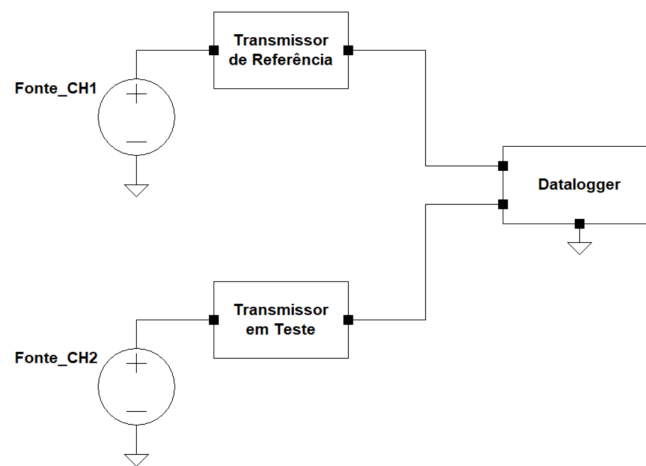 Transmissor
de Referência
Fonte_CH1
Datalogger
Transmissor
em Teste
Fonte_CH2